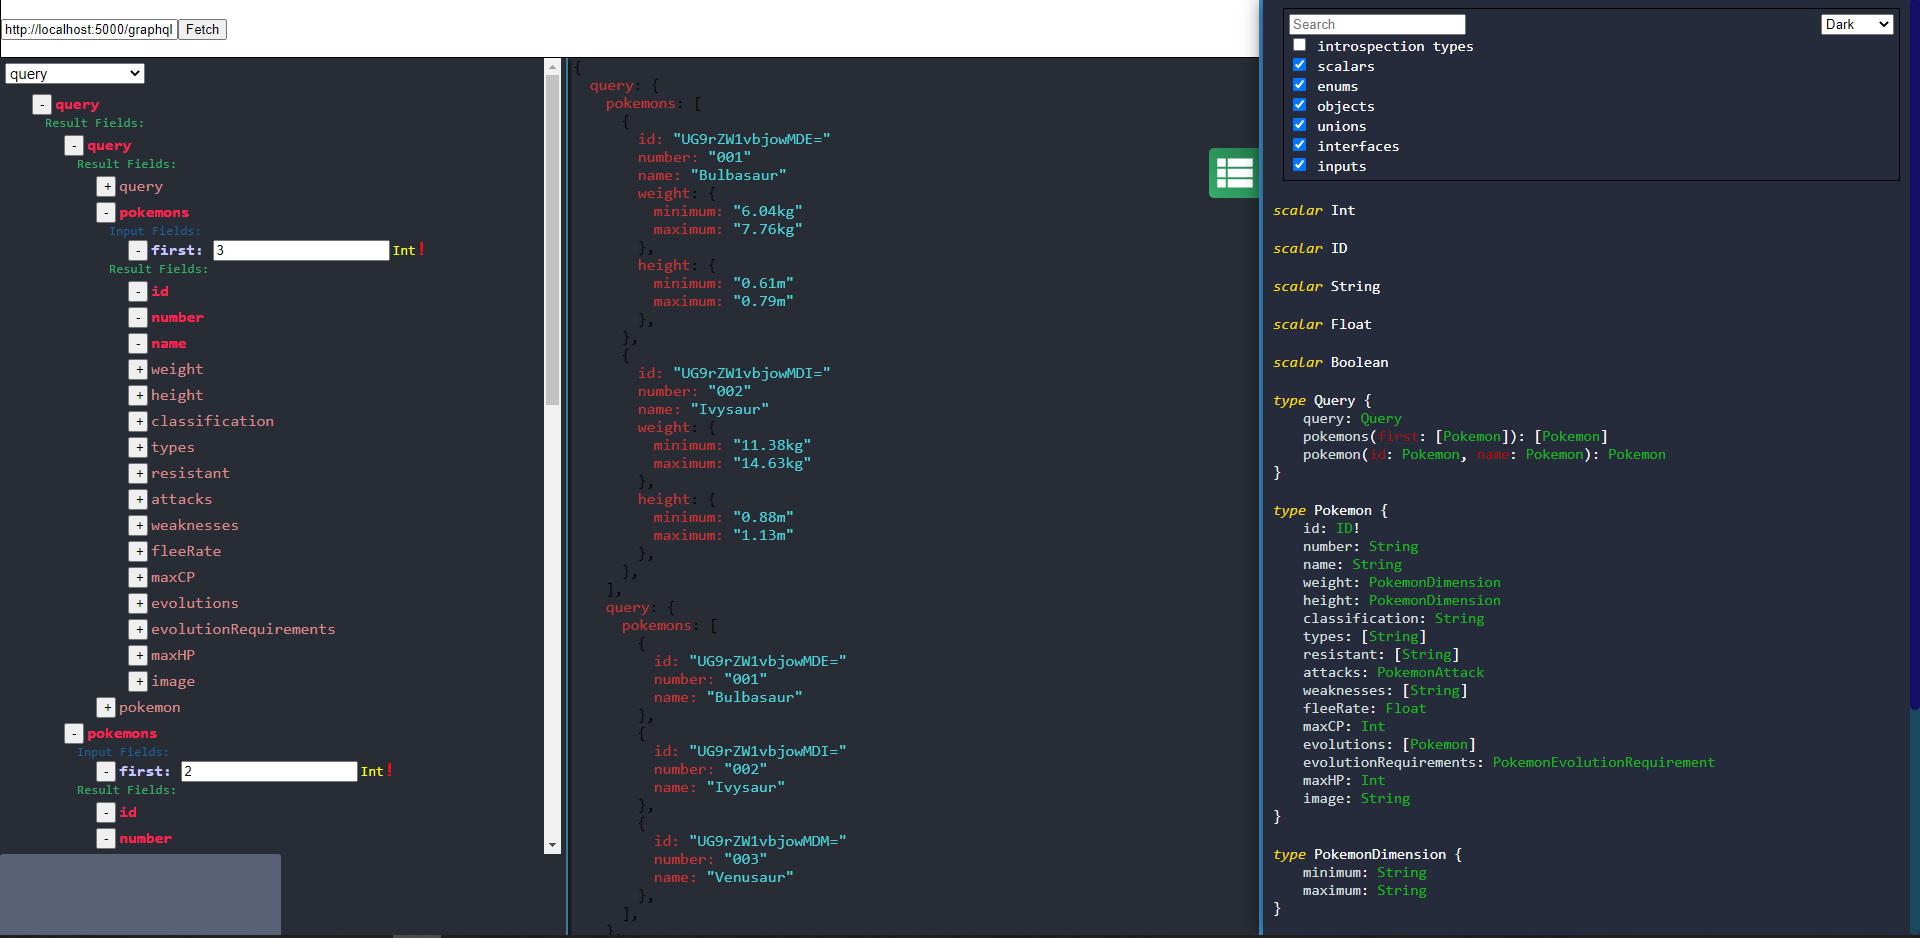 http://localhost:5000/graphql Fetch
query
- query
Result Fields:
- query
Result Fields:
+ query
- pokemons
Input Fields:
- first: 3 Int!
Result Fields:
- id
- number
- name
+ weight
+ height
+ classification
+ types
+ resistant
+ attacks
+ weaknesses
+ fleeRate
+ maxCP
+ evolutions
+ evolutionRequirements
+ maxHP
+ image
+ pokemon
- pokemons
Input Fields:
- first: 2 Int!
Result Fields:
- id
- number
{
query: {
pokemons: [
{
id: "UG9rZW1vbjowMDE="
number: "001"
name: "Bulbasaur"
weight: {
minimum: "6.04kg"
maximum: "7.76kg"
},
height: {
minimum: "0.61m"
maximum: "0.79m"
},
},
{
id: "UG9rZW1vbjowMDI="
number: "002"
name: "Ivysaur"
weight: {
minimum: "11.38kg"
maximum: "14.63kg"
},
height: {
minimum: "0.88m"
maximum: "1.13m"
},
},
],
query: {
pokemons: [
{
id: "UG9rZW1vbjowMDE="
number: "001"
name: "Bulbasaur"
},
{
id: "UG9rZW1vbjowMDI="
number: "002"
name: "Ivysaur"
},
{
id: "UG9rZW1vbjowMDM="
number: "003"
name: "Venusaur"
},
],
},
Search Dark
introspection types
scalars
enums
objects
unions
interfaces
inputs
scalar Int
scalar ID
scalar String
scalar Float
scalar Boolean
type Query {
query: Query
pokemons(first: [Pokemon]): [Pokemon]
pokemon(id: Pokemon, name: Pokemon): Pokemon
}
type Pokemon {
id: ID!
number: String
name: String
weight: PokemonDimension
height: PokemonDimension
classification: String
types: [String]
resistant: [String]
attacks: PokemonAttack
weaknesses: [String]
fleeRate: Float
maxCP: Int
evolutions: [Pokemon]
evolutionRequirements: PokemonEvolutionRequirement
maxHP: Int
image: String
}
type PokemonDimension {
minimum: String
maximum: String
}